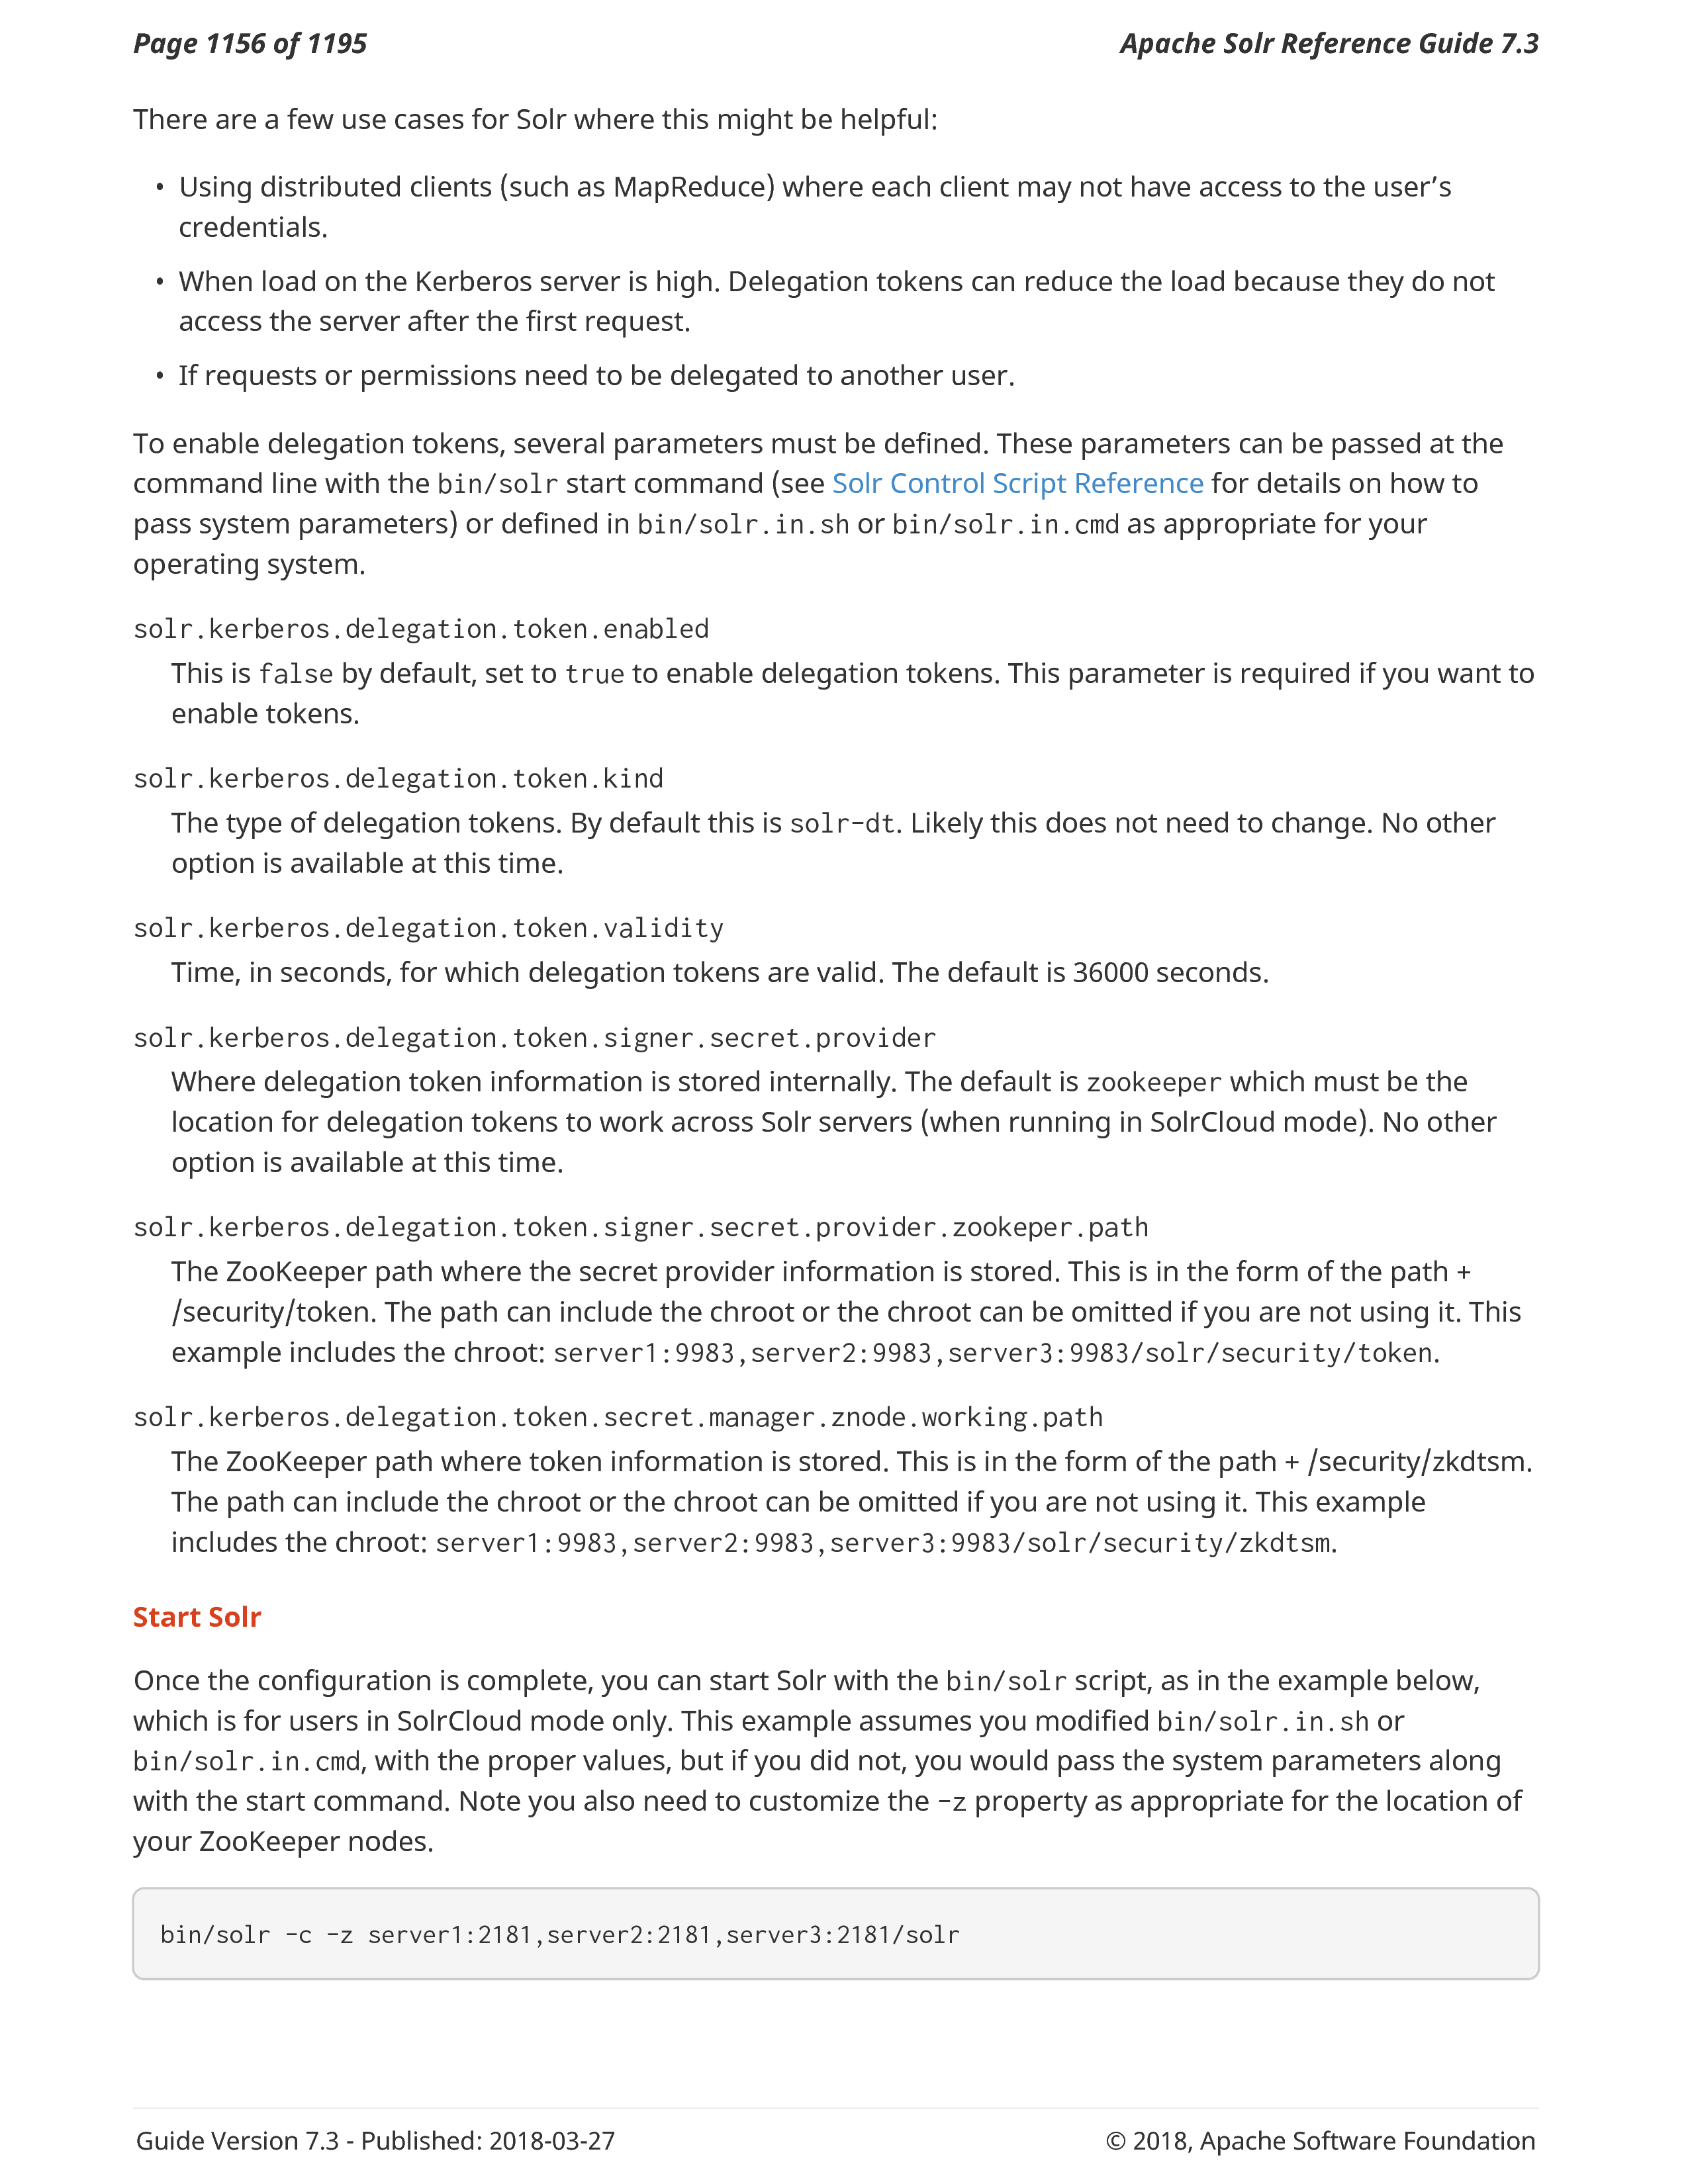 Page 1156 of 1195
Apache Solr Reference Guide 7.3
There are a few use cases for Solr where this might be helpful:
• Using distributed clients (such as MapReduce) where each client may not have access to the user’s
credentials.
• When load on the Kerberos server is high. Delegation tokens can reduce the load because they do not
access the server after the first request.
• If requests or permissions need to be delegated to another user.
To enable delegation tokens, several parameters must be defined. These parameters can be passed at the
command line with the bin/solr start command (see Solr Control Script Reference for details on how to
pass system parameters) or defined in bin/solr.in.sh or bin/solr.in.cmd as appropriate for your
operating system.
solr.kerberos.delegation.token.enabled
This is false by default, set to true to enable delegation tokens. This parameter is required if you want to
enable tokens.
solr.kerberos.delegation.token.kind
The type of delegation tokens. By default this is solr-dt. Likely this does not need to change. No other
option is available at this time.
solr.kerberos.delegation.token.validity
Time, in seconds, for which delegation tokens are valid. The default is 36000 seconds.
solr.kerberos.delegation.token.signer.secret.provider
Where delegation token information is stored internally. The default is zookeeper which must be the
location for delegation tokens to work across Solr servers (when running in SolrCloud mode). No other
option is available at this time.
solr.kerberos.delegation.token.signer.secret.provider.zookeper.path
The ZooKeeper path where the secret provider information is stored. This is in the form of the path +
/security/token. The path can include the chroot or the chroot can be omitted if you are not using it. This
example includes the chroot: server1:9983,server2:9983,server3:9983/solr/security/token.
solr.kerberos.delegation.token.secret.manager.znode.working.path
The ZooKeeper path where token information is stored. This is in the form of the path + /security/zkdtsm.
The path can include the chroot or the chroot can be omitted if you are not using it. This example
includes the chroot: server1:9983,server2:9983,server3:9983/solr/security/zkdtsm.
Start Solr
Once the configuration is complete, you can start Solr with the bin/solr script, as in the example below,
which is for users in SolrCloud mode only. This example assumes you modified bin/solr.in.sh or
bin/solr.in.cmd, with the proper values, but if you did not, you would pass the system parameters along
with the start command. Note you also need to customize the -z property as appropriate for the location of
your ZooKeeper nodes.
bin/solr -c -z server1:2181,server2:2181,server3:2181/solr
Guide Version 7.3 - Published: 2018-03-27
© 2018, Apache Software Foundation